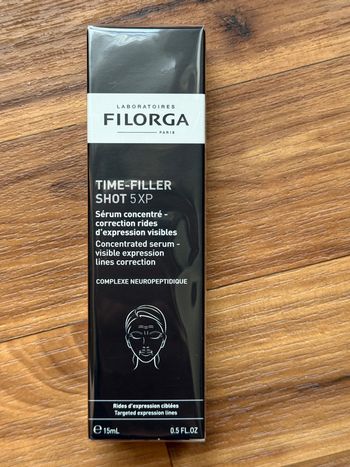 LABORATOIRES
FILORGA
PARIS
TIME-FILLER
SHOT 5XP
Sérum concentré -
correction rides
d'expression visibles
Concentrated serum -
visible expression
lines correction
COMPLEXE NEUROPEPTIDIQUE
Rides d'expression ciblées
Targeted expression lines
℮ 15mL 0.5 FL.OZ